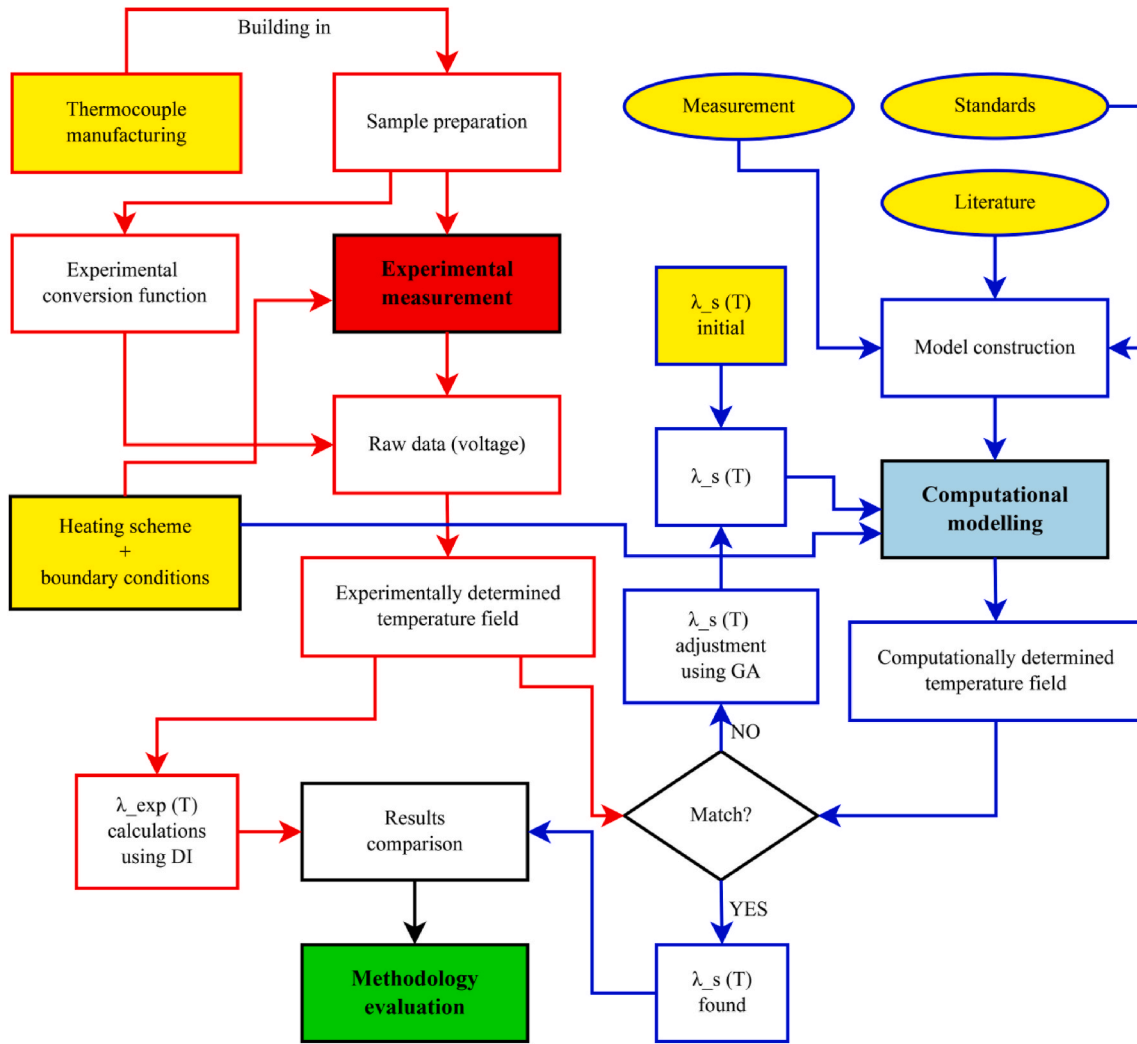 Building in
Thermocouple
manufacturing
Sample preparation
Measurement
Standards
Literature
Experimental
conversion function
Experimental
measurement
λ_s (T)
initial
Model construction
Raw data (voltage)
λ_s (T)
Computational
modelling
Heating scheme
+
boundary conditions
Experimentally determined
temperature field
λ_s (T)
adjustment
using GA
Computationally determined
temperature field
NO
λ_exp (T)
calculations
using DI
Results
comparison
Match?
YES
Methodology
evaluation
λ_s (T)
found